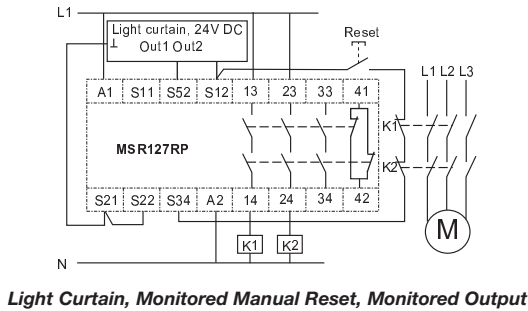 L1
Light curtain, 24V DC
Out1 Out2
Reset
L1 L2 L3
A1 S11 S52 S12 13 23 33 41
K1
MSR127RP
K2
S21 S22 S34 A2 14 24 34 42
M
K1 K2
N
Light Curtain, Monitored Manual Reset, Monitored Output